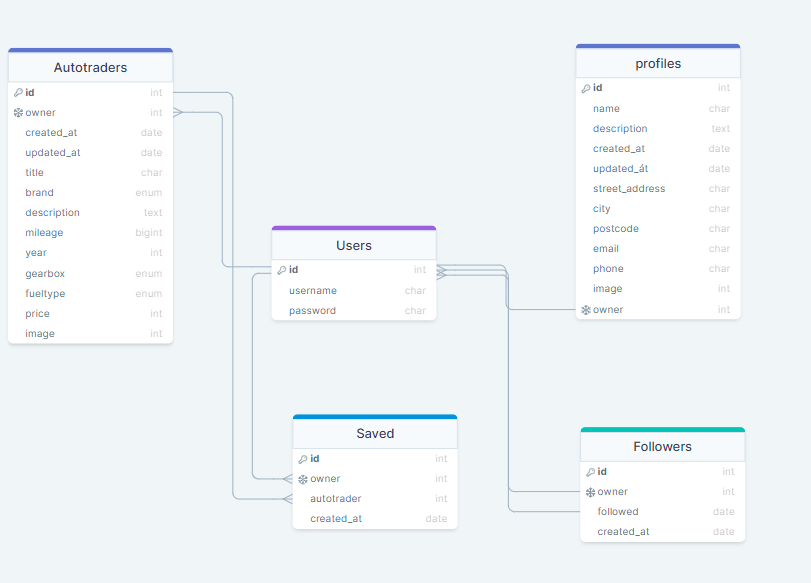 Autotraders
id int
owner int
created_at date
updated_at date
title char
brand enum
description text
mileage bigint
year int
gearbox enum
fueltype enum
price int
image int
profiles
id int
name char
description text
created_at date
updated_át date
street_address char
city char
postcode char
email char
phone char
image int
owner int
Users
id int
username char
password char
Saved
id int
owner int
autotrader int
created_at date
Followers
id int
owner int
followed date
created_at date